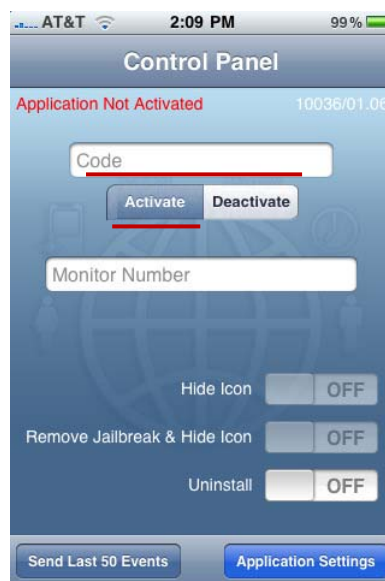 AT&T 2:09 PM 99%
Control Panel
Application Not Activated 10036/01.06
Code
Activate Deactivate
Monitor Number
Hide Icon OFF
Remove Jailbreak & Hide Icon OFF
Uninstall OFF
Send Last 50 Events Application Settings